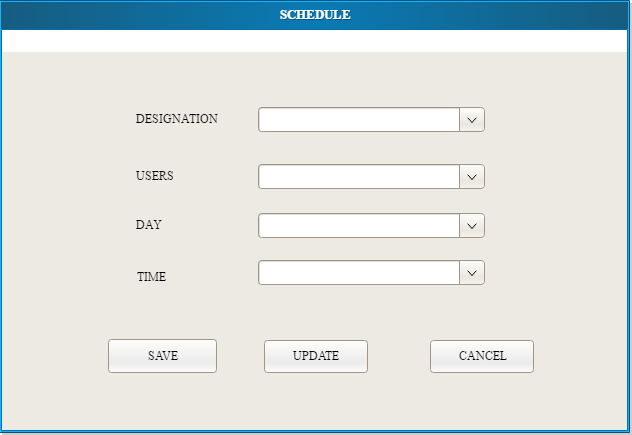 SCHEDULE
DESIGNATION
USERS
DAY
TIME
SAVE UPDATE CANCEL